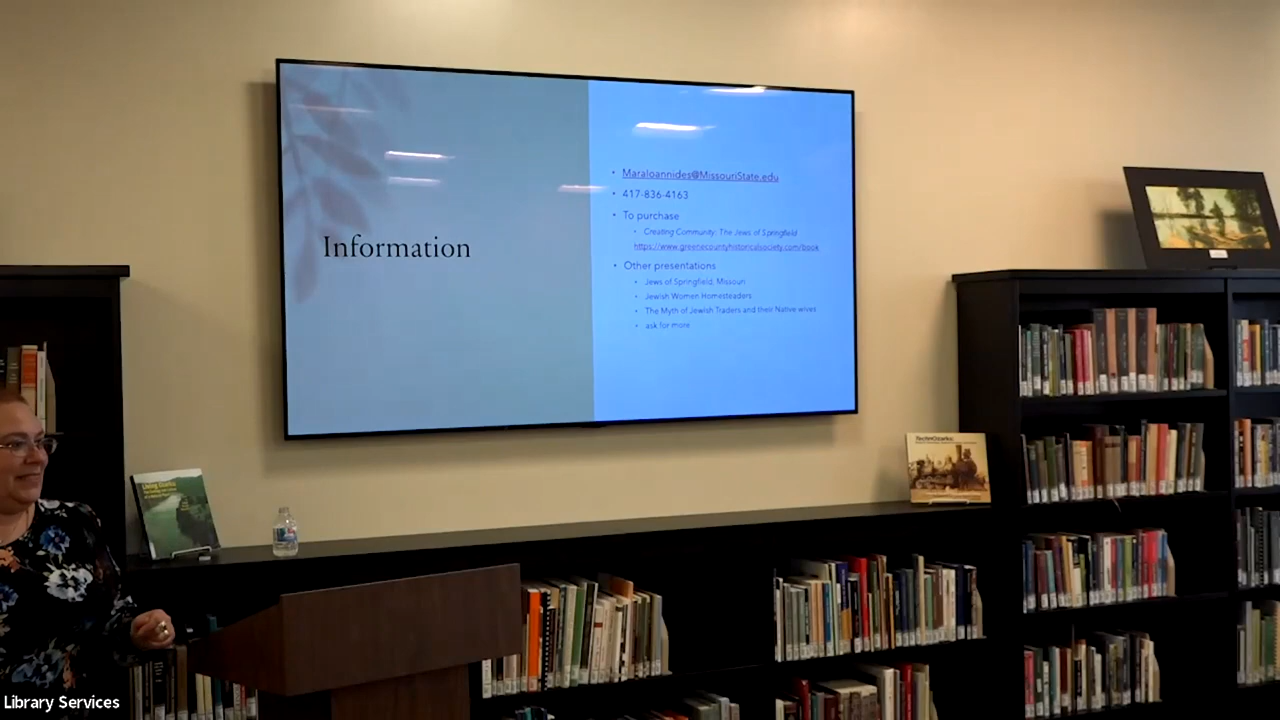 Information
MaraIoannides@MissouriState.edu
417-836-4163
To purchase
Creating Community: The Jews of Springfield
https://www.greenecountyhistoricalsociety.com/book
Other presentations
Jews of Springfield, Missouri
Jewish Women Homesteaders
The Myth of Jewish Traders and their Native wives
ask for more
Living Ozarks
Library Services